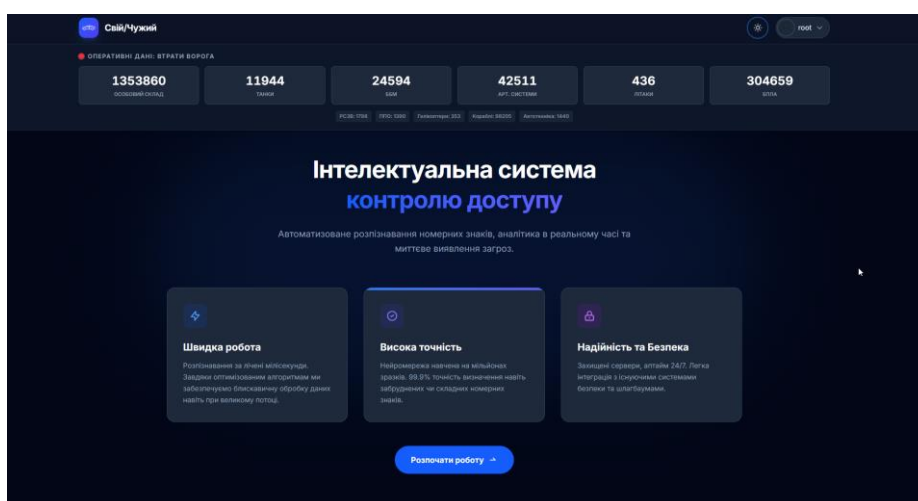 Свій/Чужий
root
ОПЕРАТИВНІ ДАНІ: ВТРАТИ ВОРОГА
1353860
11944
24594
42511
436
304659
ОСОБОВИЙ СКЛАД
ТАНКИ
ББМ
АРТ. СИСТЕМИ
ЛІТАКИ
БПЛА
Гелікоптери: 353
Інтелектуальна система
контролю доступу
Автоматизоване розпізнавання номерних знаків, аналітика в реальному часі та
миттєве виявлення загроз.
Швидка робота
Розпізнавання за лічені мілісекунди.
Завдяки оптимізованим алгоритмам ми
забезпечуємо блискавичну обробку даних
навіть при великому потоці.
Висока точність
Нейромережа навчена на мільйонах
зразків. 99.9% точність визначення навіть
забруднених чи складних номерних
знаків.
Надійність та Безпека
Захищені сервери, аптайм 24/7. Легка
інтеграція з існуючими системами
безпеки та шлагбаумами.
Розпочати роботу →